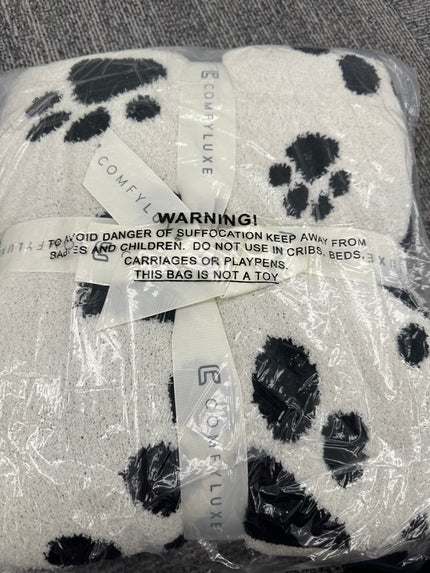 COMFYLUXE
COMFYL
WARNING!
TO AVOID DANGER OF SUFFOCATION KEEP AWAY FROM
BABIES AND CHILDREN. DO NOT USE IN CRIBS, BEDS,
CARRIAGES OR PLAYPENS.
THIS BAG IS NOT A TOY
COMFYLUXE